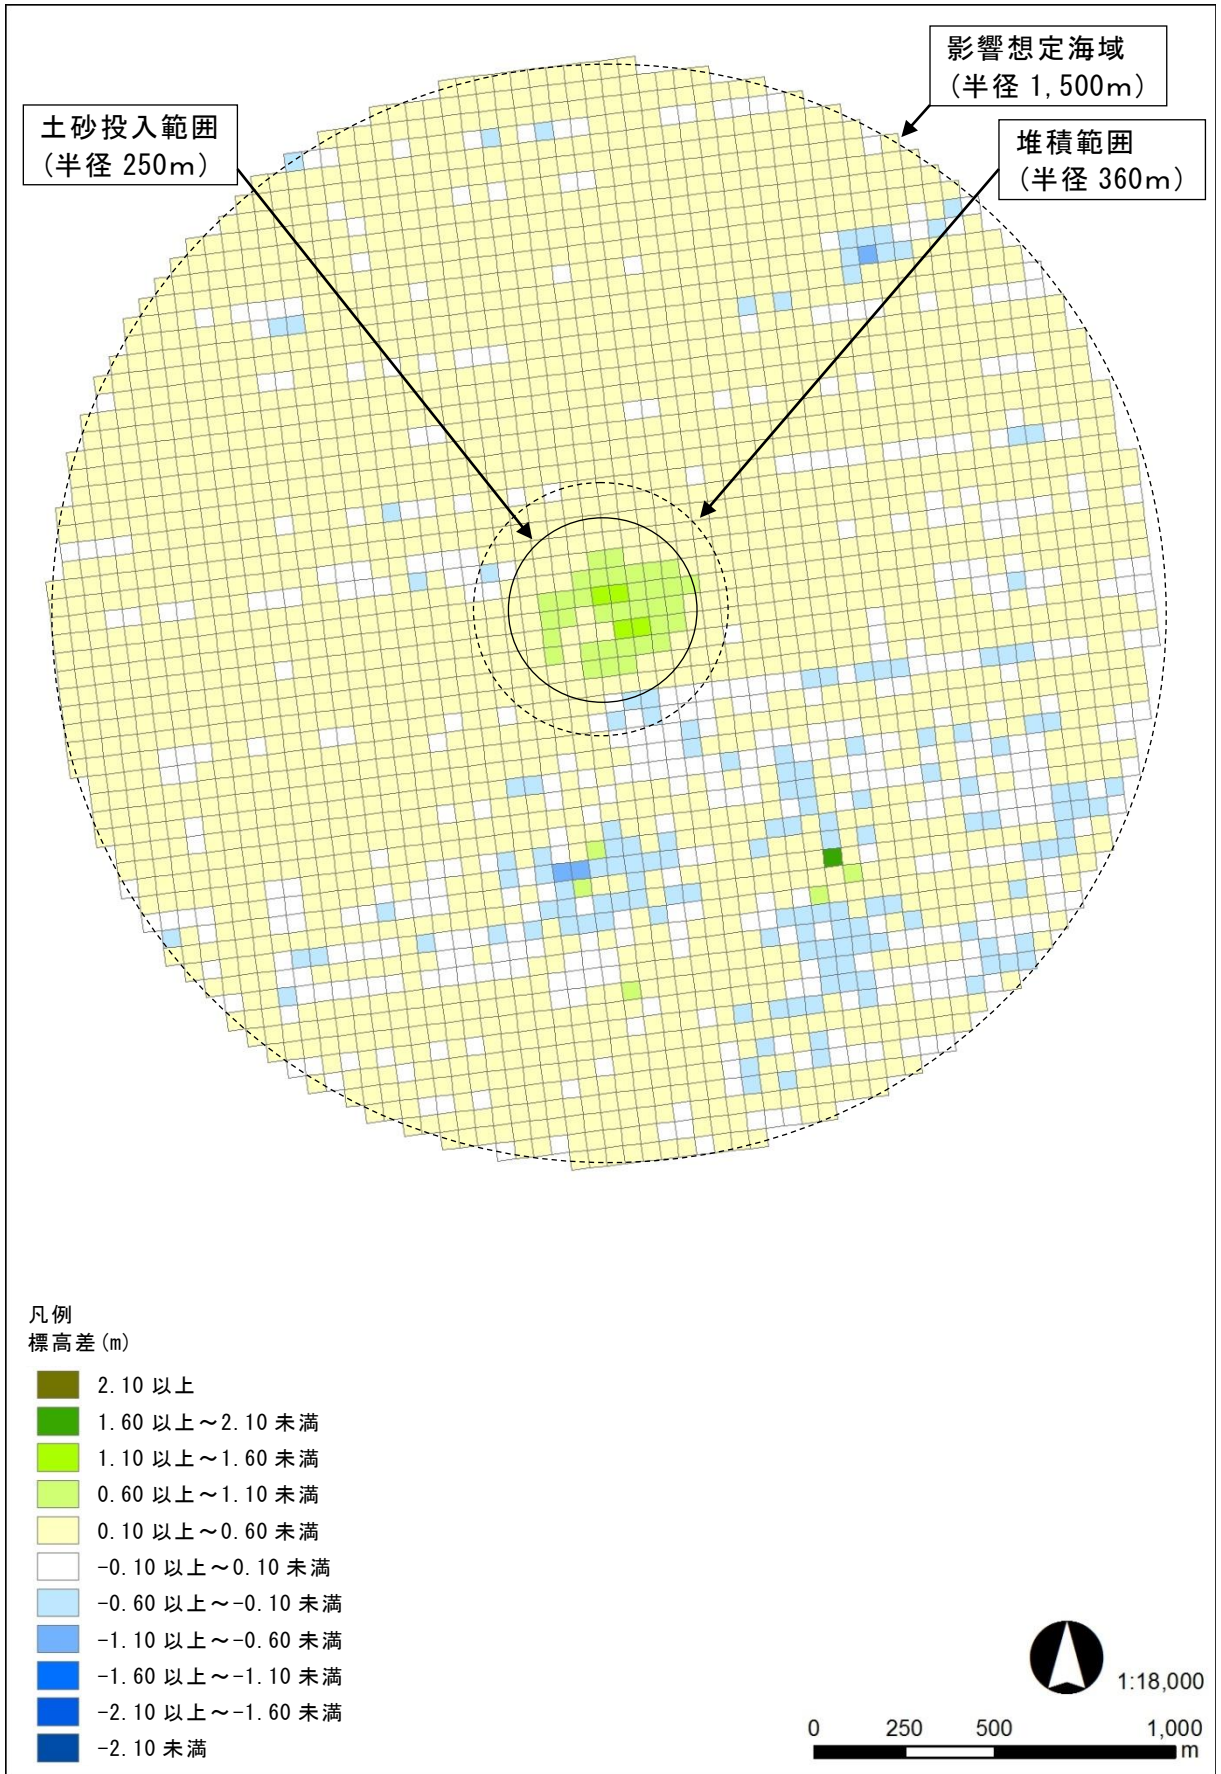 影響想定海域
(半径 1,500m)
土砂投入範囲
(半径 250m)
堆積範囲
(半径 360m)
凡例
標高差(m)
2.10 以上
1.60 以上～2.10 未満
1.10 以上～1.60 未満
0.60 以上～1.10 未満
0.10 以上～0.60 未満
-0.10 以上～0.10 未満
-0.60 以上～-0.10 未満
-1.10 以上～-0.60 未満
-1.60 以上～-1.10 未満
-2.10 以上～-1.60 未満
-2.10 未満
1:18,000
0 250 500 1,000
m